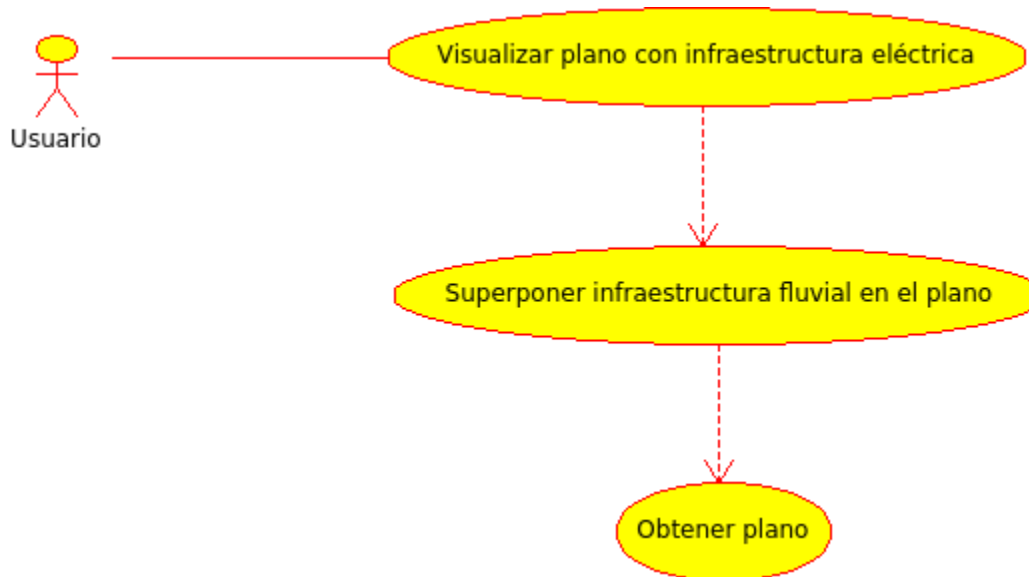 Visualizar plano con infraestructura eléctrica
Usuario
Superponer infraestructura fluvial en el plano
Obtener plano